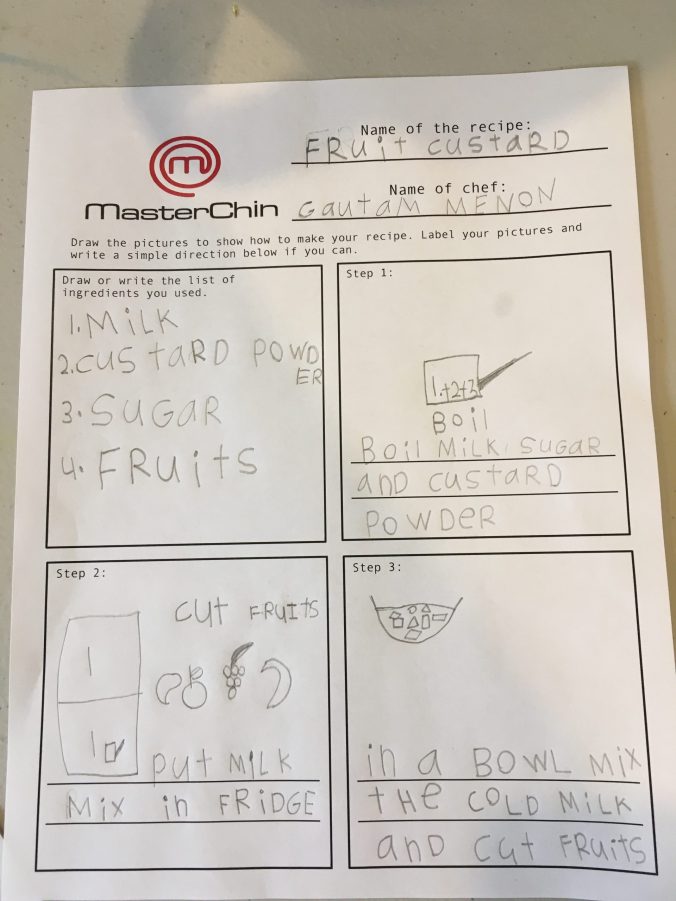 Name of the recipe:
FRuit CustaRD
MasterChin
Name of chef:
GautaM MENON
Draw the pictures to show how to make your recipe. Label your pictures and
write a simple direction below if you can.
Draw or write the list of
ingredients you used.
1. MiLK
2. CustaRD POWD
ER
3. SUGAR
4. FRuits
Step 1:
1.+2+3
Boil
Boil MiLK, SUGAR
and CUSTARD
POWDER
Step 2:
cut FRUITS
put MILK
Mix in FRiDGE
Step 3:
in a BOWL Mix
tHe COLD MiLK
and cut FRuits